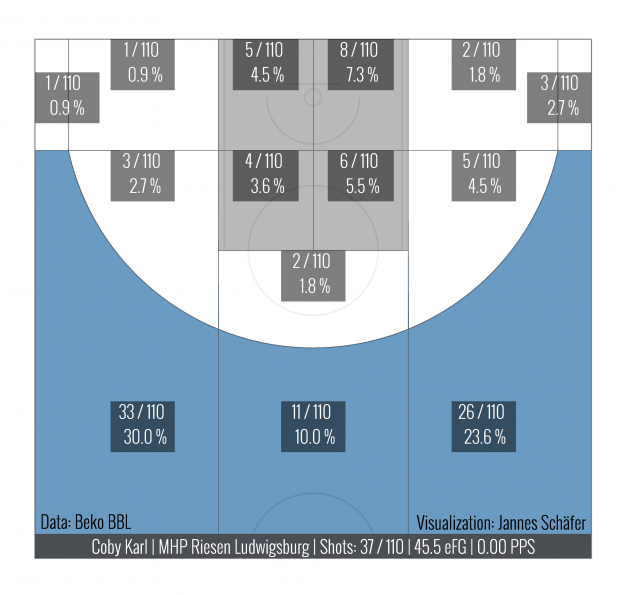 1 / 110
0.9 %
5 / 110
4.5 %
8 / 110
7.3 %
2 / 110
1.8 %
1 / 110
0.9 %
3 / 110
2.7 %
3 / 110
2.7 %
4 / 110
3.6 %
6 / 110
5.5 %
5 / 110
4.5 %
2 / 110
1.8 %
33 / 110
30.0 %
11 / 110
10.0 %
26 / 110
23.6 %
Data: Beko BBL
Visualization: Jannes Schäfer
Coby Karl | MHP Riesen Ludwigsburg | Shots: 37 / 110 | 45.5 eFG | 0.00 PPS